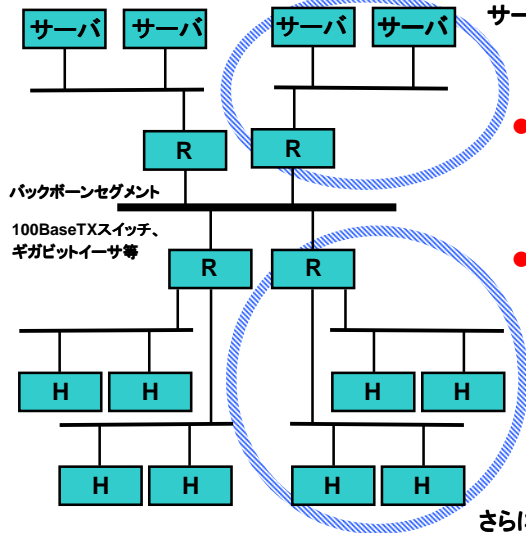 サーバ サーバ サーバ サーバ サー
R R
バックボーンセグメント
100BaseTXスイッチ、
ギガビットイーサ等
R R
H H H H
H H H H
さらに